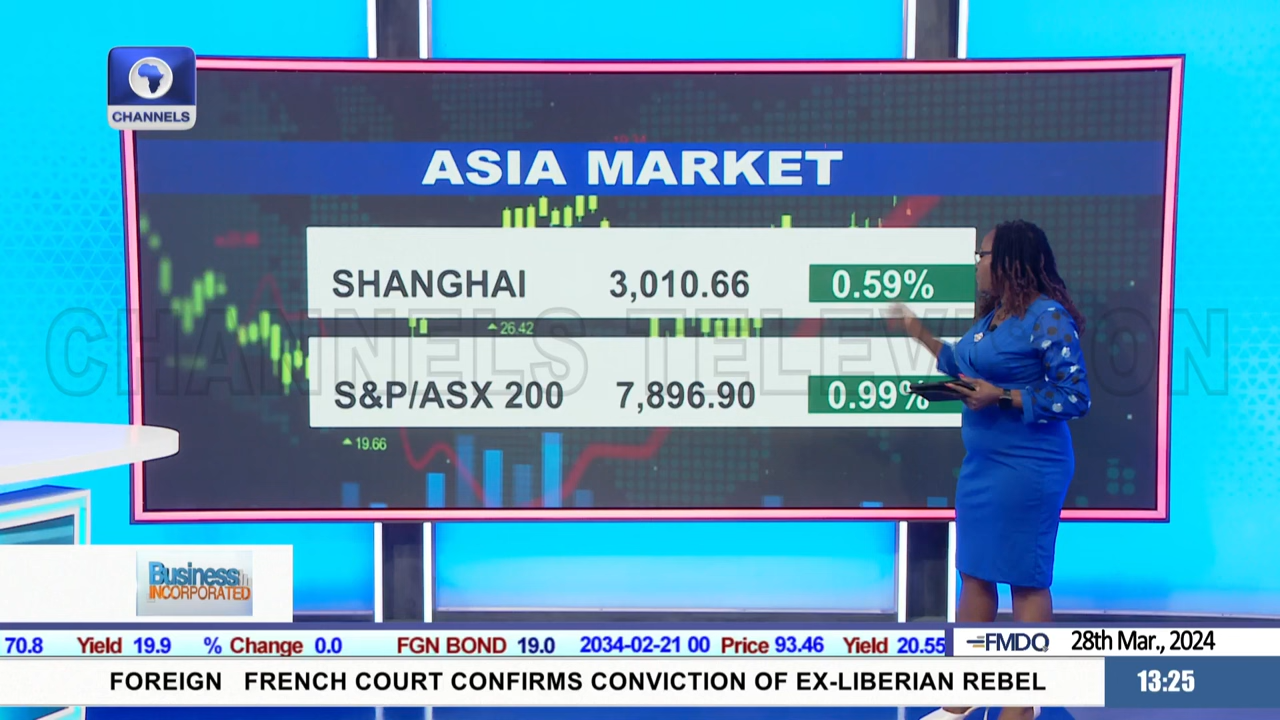 CHANNELS
ASIA MARKET
SHANGHAI 3,010.66 0.59%
26.42
S&P/ASX 200 7,896.90 0.99%
19.66
CHANNELS TELEVISION
Business
INCORPORATED
70.8 Yield 19.9 % Change 0.0 FGN BOND 19.0 2034-02-21 00 Price 93.46 Yield 20.55 FMDQ 28th Mar., 2024
FOREIGN FRENCH COURT CONFIRMS CONVICTION OF EX-LIBERIAN REBEL 13:25